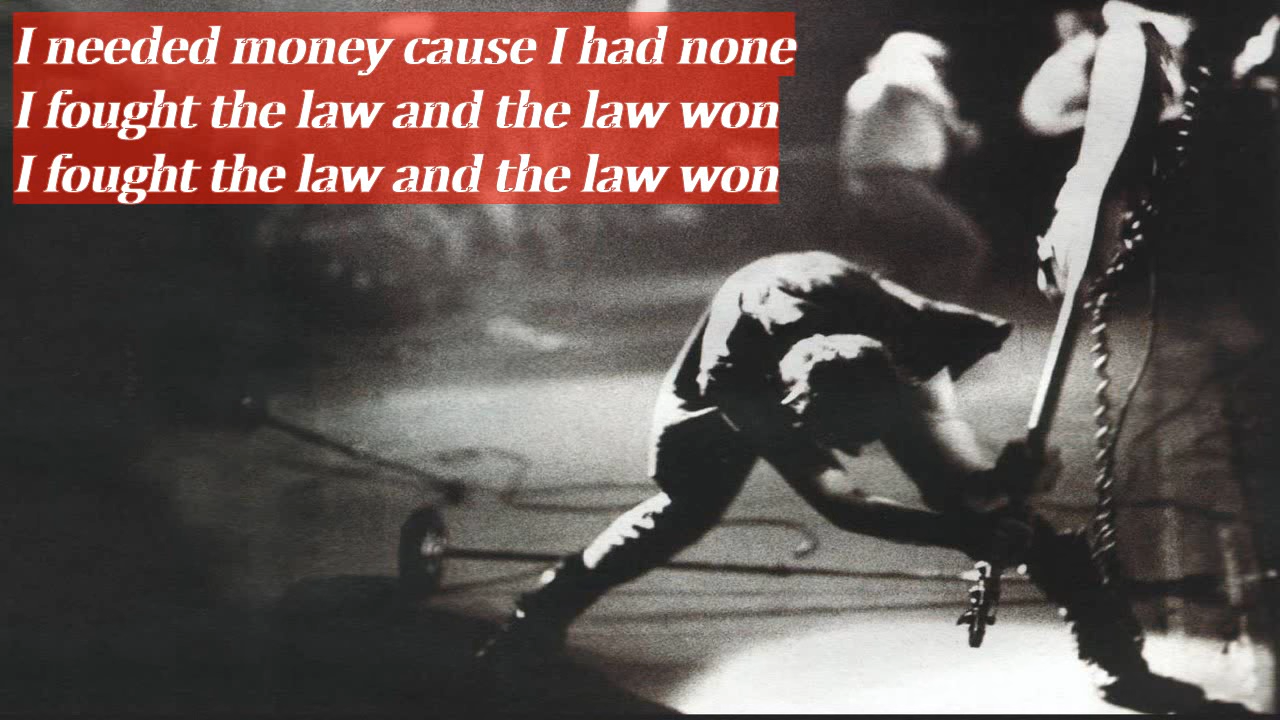 I needed money cause I had none
I fought the law and the law won
I fought the law and the law won